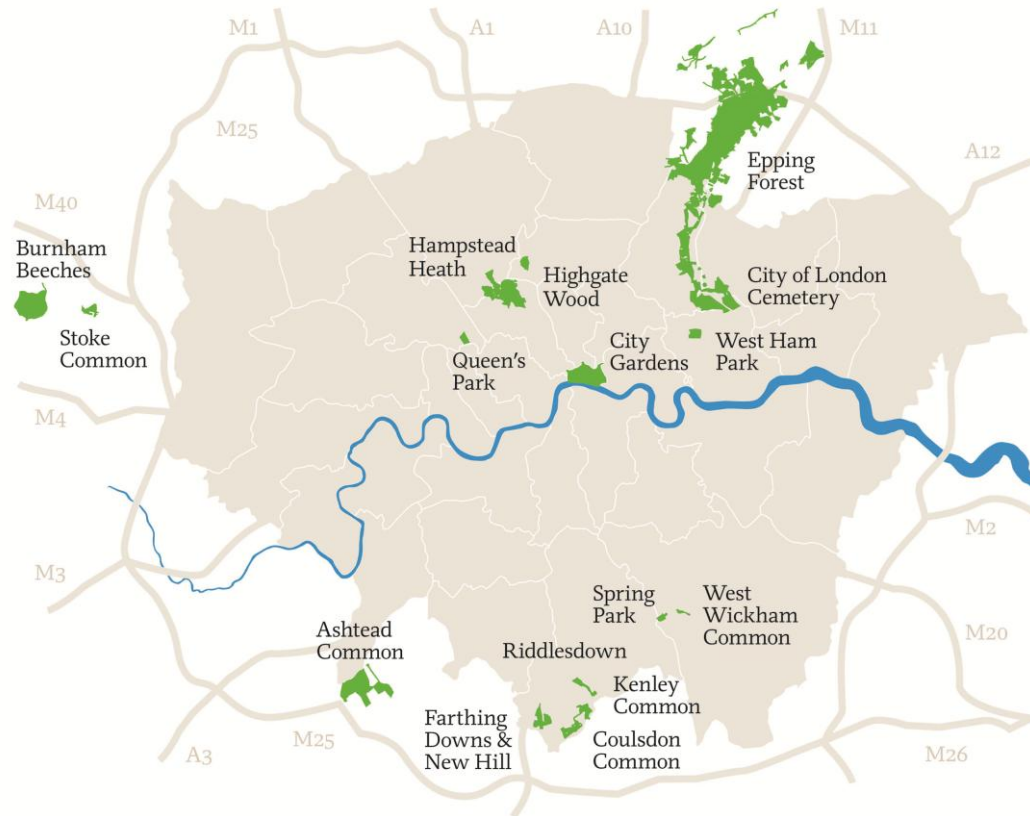 M1
A1
A10
M11
M25
A12
Epping
Forest
M40
Burnham
Beeches
Hampstead
Heath
Highgate
Wood
City of London
Cemetery
Stoke
Common
Queen's
Park
City
Gardens
West Ham
Park
M4
M2
M3
Spring
Park
West
Wickham
Common
Ashtead
Common
Riddlesdown
M20
Kenley
Common
Farthing
Downs &
New Hill
Coulsdon
Common
M25
A3
M26